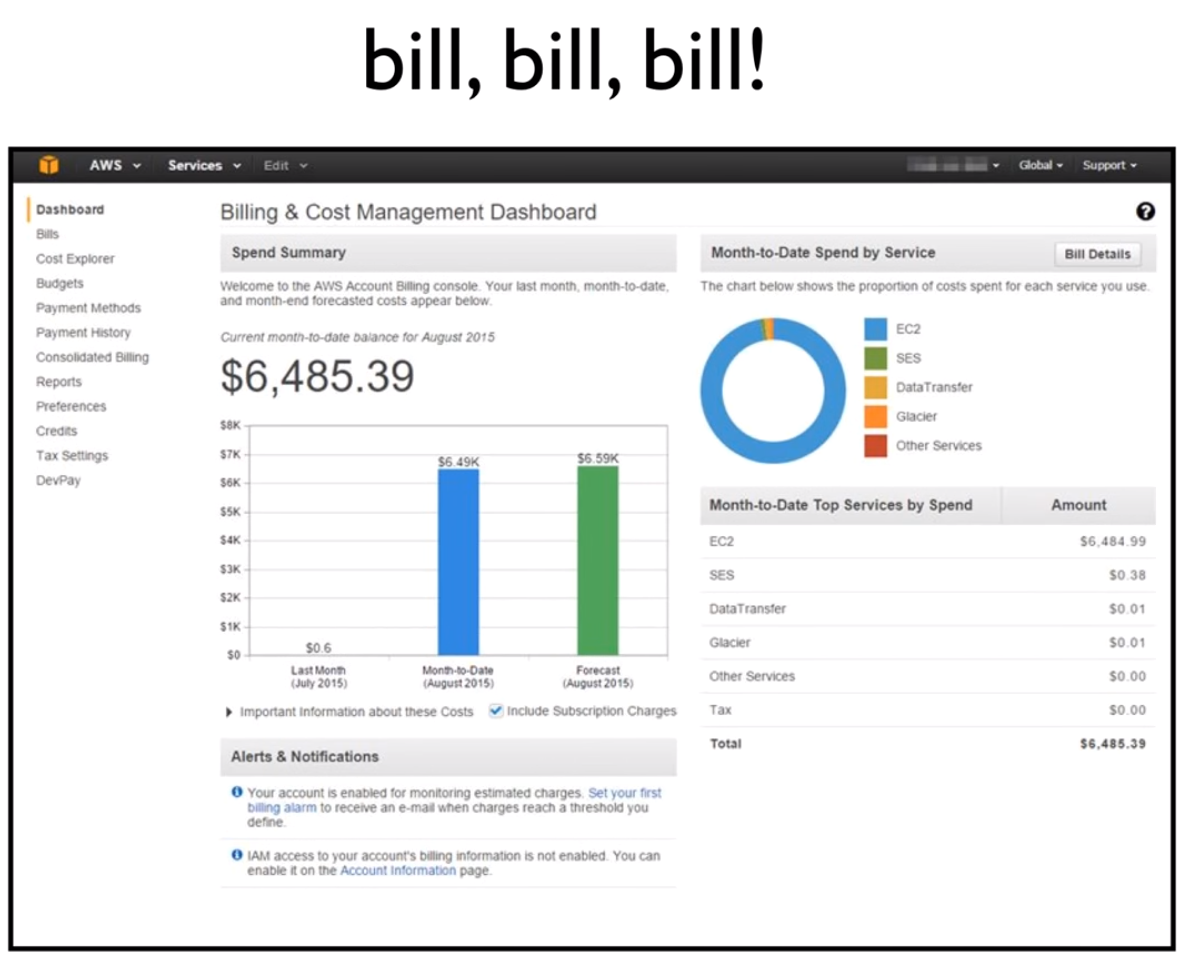 bill, bill, bill!
AWS Services Edit Global Support
Dashboard
Bills
Cost Explorer
Budgets
Payment Methods
Payment History
Consolidated Billing
Reports
Preferences
Credits
Tax Settings
DevPay
Billing & Cost Management Dashboard
Spend Summary
Welcome to the AWS Account Billing console. Your last month, month-to-date,
and month-end forecasted costs appear below.
Current month-to-date balance for August 2015
$6,485.39
$8K
$7K
$6K
$5K
$4K
$3K
$2K
$1K
$0
$0.6
$6.49K
$6.59K
Last Month
(July 2015)
Month-to-Date
(August 2015)
Forecast
(August 2015)
Important Information about these Costs
Include Subscription Charges
Alerts & Notifications
Your account is enabled for monitoring estimated charges. Set your first
billing alarm to receive an e-mail when charges reach a threshold you
define.
IAM access to your account's billing information is not enabled. You can
enable it on the Account Information page.
Month-to-Date Spend by Service
Bill Details
The chart below shows the proportion of costs spent for each service you use.
EC2
SES
DataTransfer
Glacier
Other Services
Month-to-Date Top Services by Spend Amount
EC2 $6,484.99
SES $0.38
DataTransfer $0.01
Glacier $0.01
Other Services $0.00
Tax $0.00
Total $6,485.39